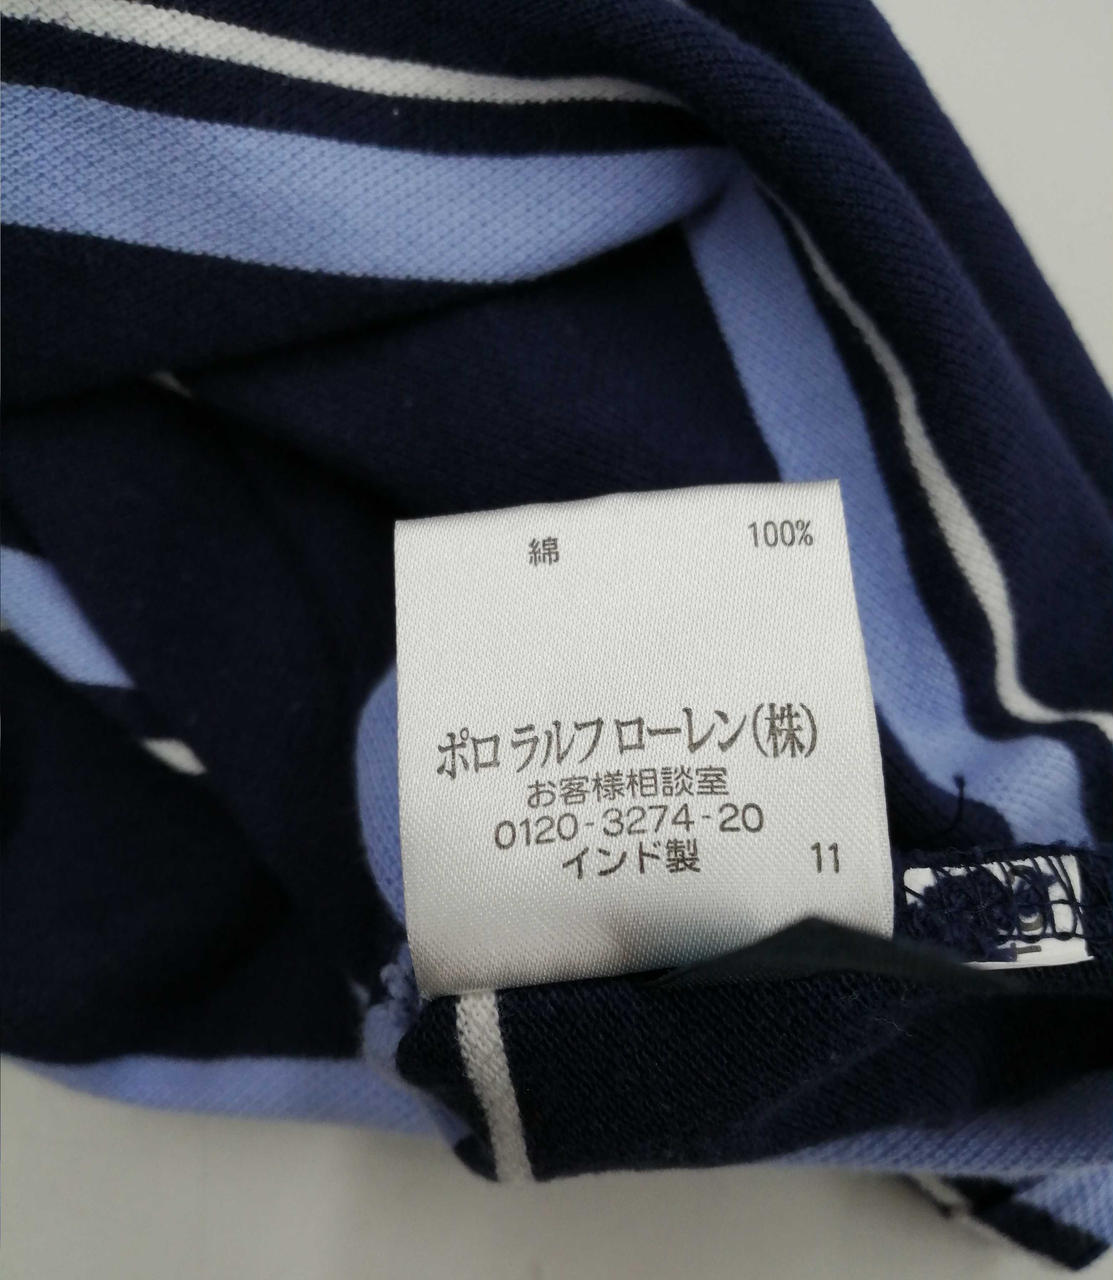 綿 100%
ポロ ラルフ ローレン(株)
お客様相談室
0120-3274-20
インド製 11